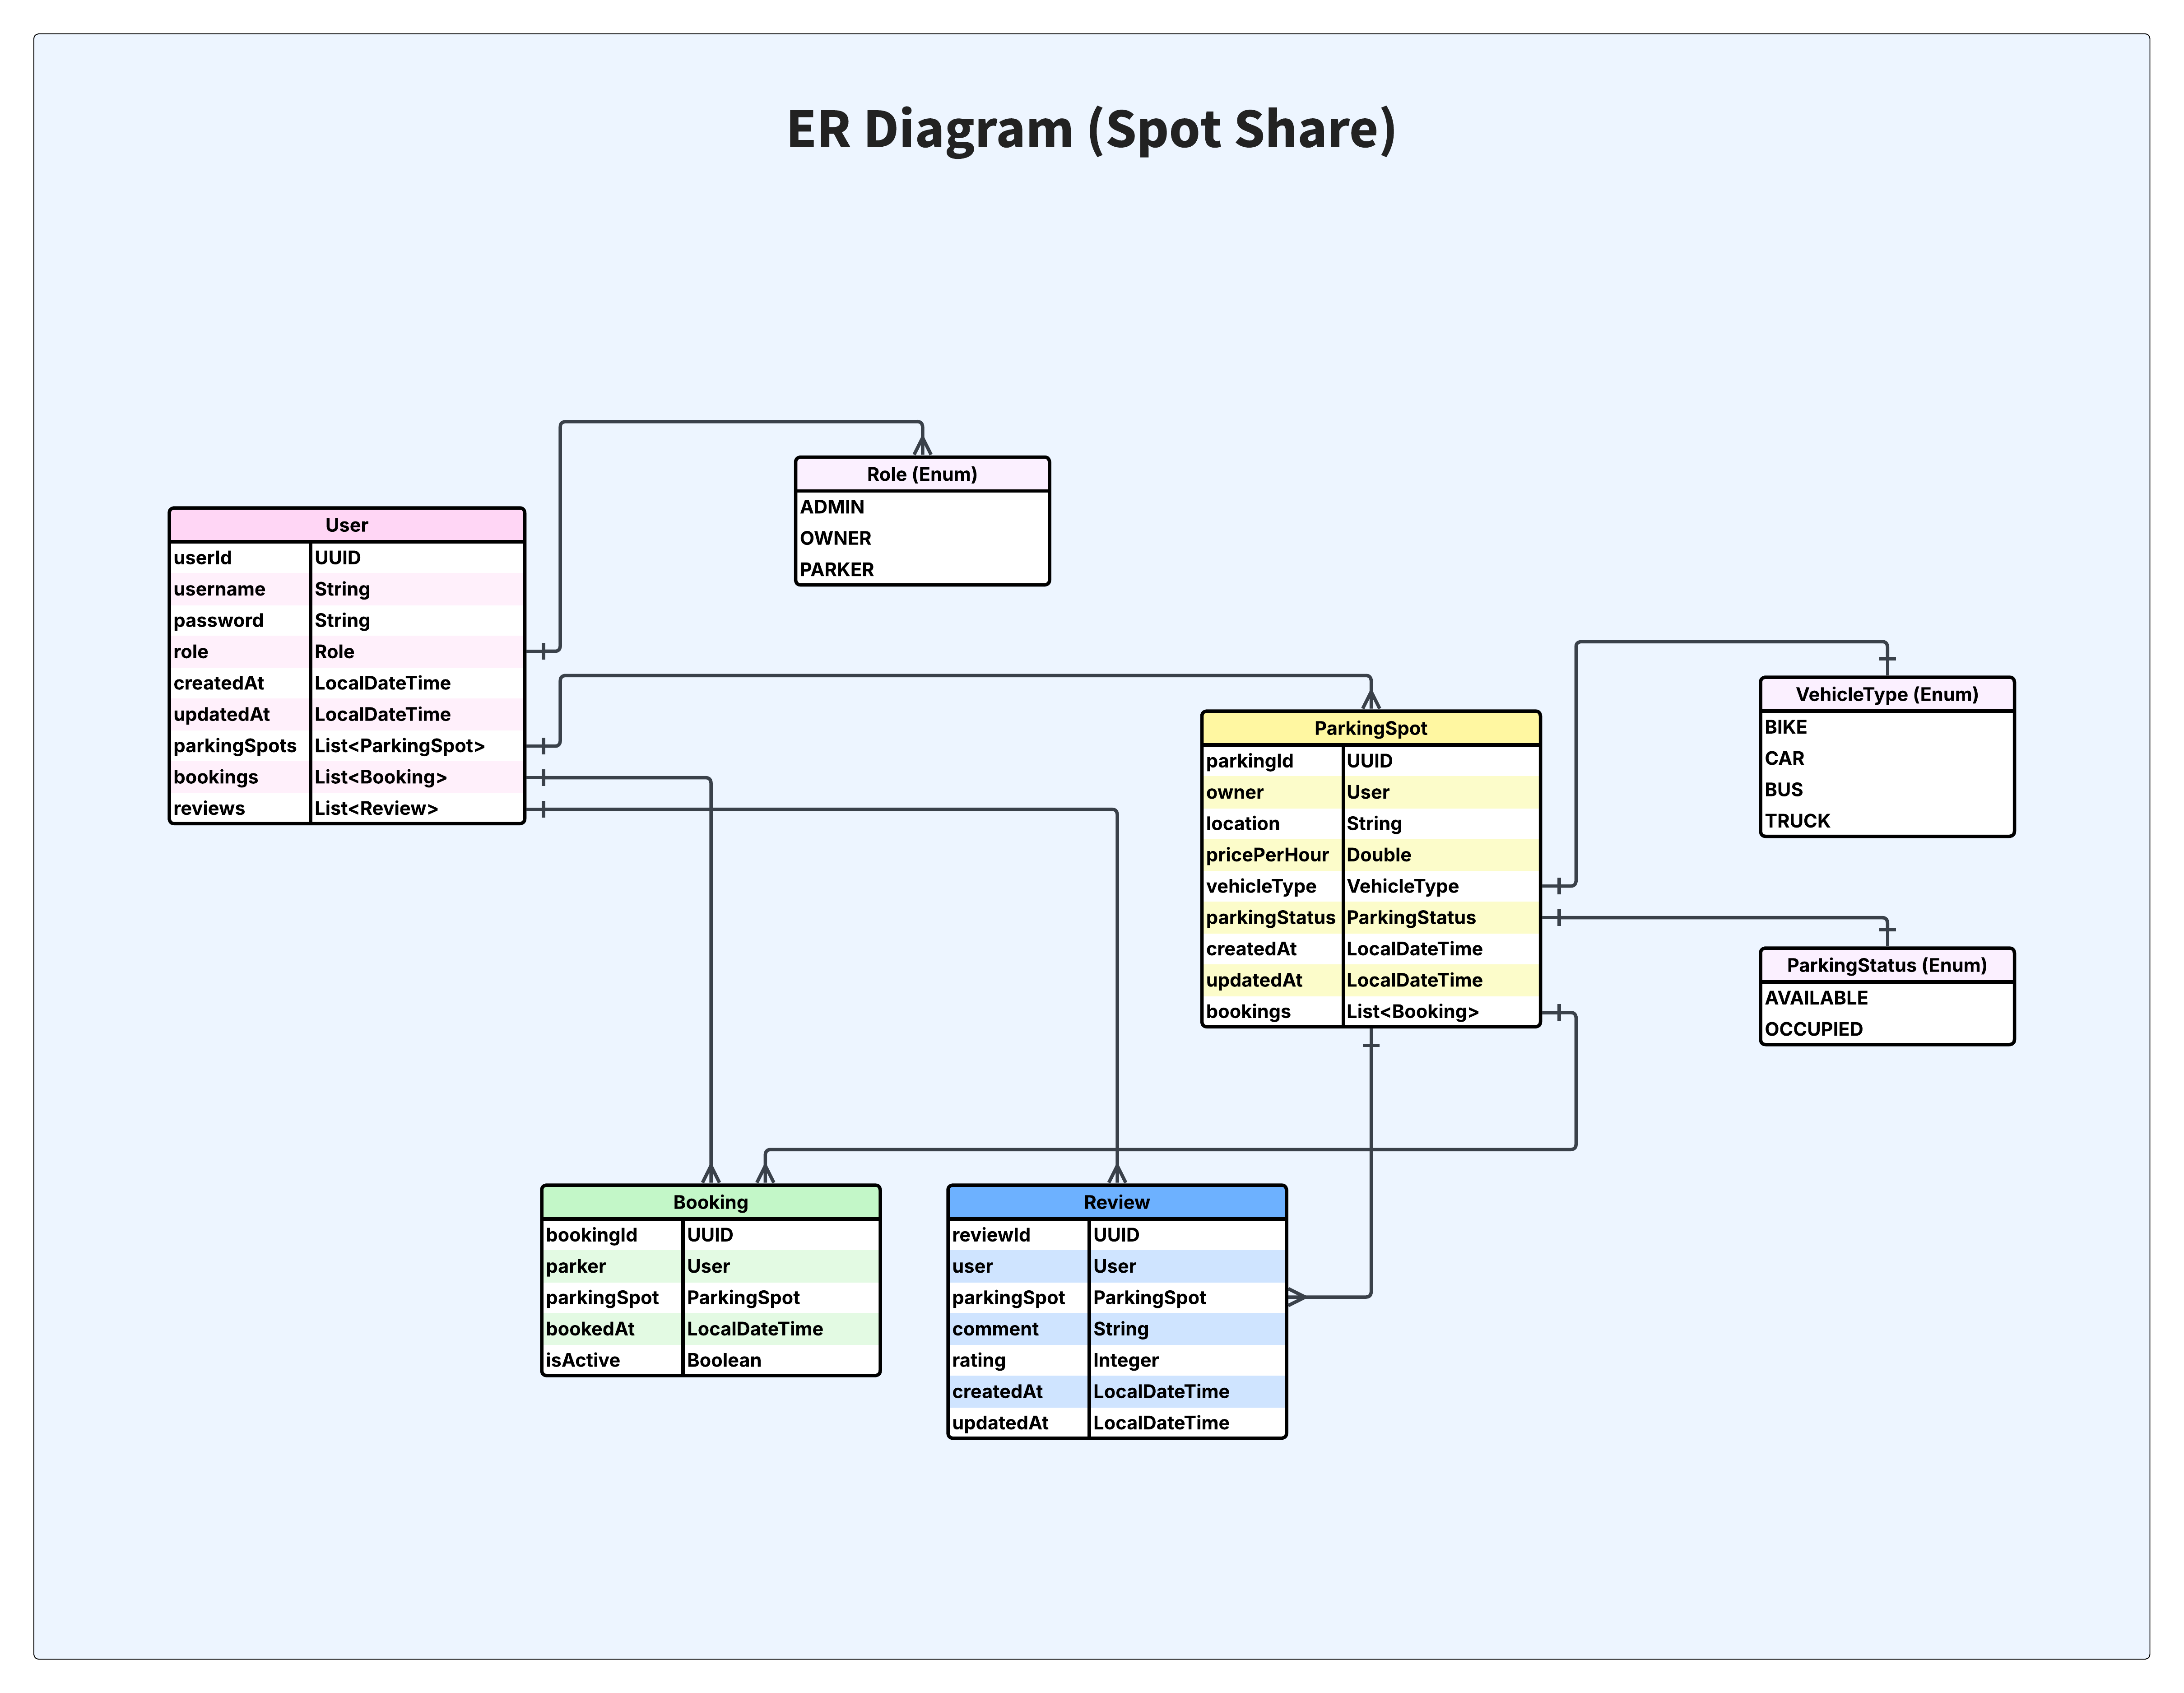 ER Diagram (Spot Share)
Role (Enum)
ADMIN
OWNER
PARKER
User
userId UUID
username String
password String
role Role
createdAt LocalDateTime
updatedAt LocalDateTime
parkingSpots List<ParkingSpot>
bookings List<Booking>
reviews List<Review>
VehicleType (Enum)
BIKE
CAR
BUS
TRUCK
ParkingSpot
parkingId UUID
owner User
location String
pricePerHour Double
vehicleType VehicleType
parkingStatus ParkingStatus
createdAt LocalDateTime
updatedAt LocalDateTime
bookings List<Booking>
ParkingStatus (Enum)
AVAILABLE
OCCUPIED
Booking
bookingId UUID
parker User
parkingSpot ParkingSpot
bookedAt LocalDateTime
isActive Boolean
Review
reviewId UUID
user User
parkingSpot ParkingSpot
comment String
rating Integer
createdAt LocalDateTime
updatedAt LocalDateTime